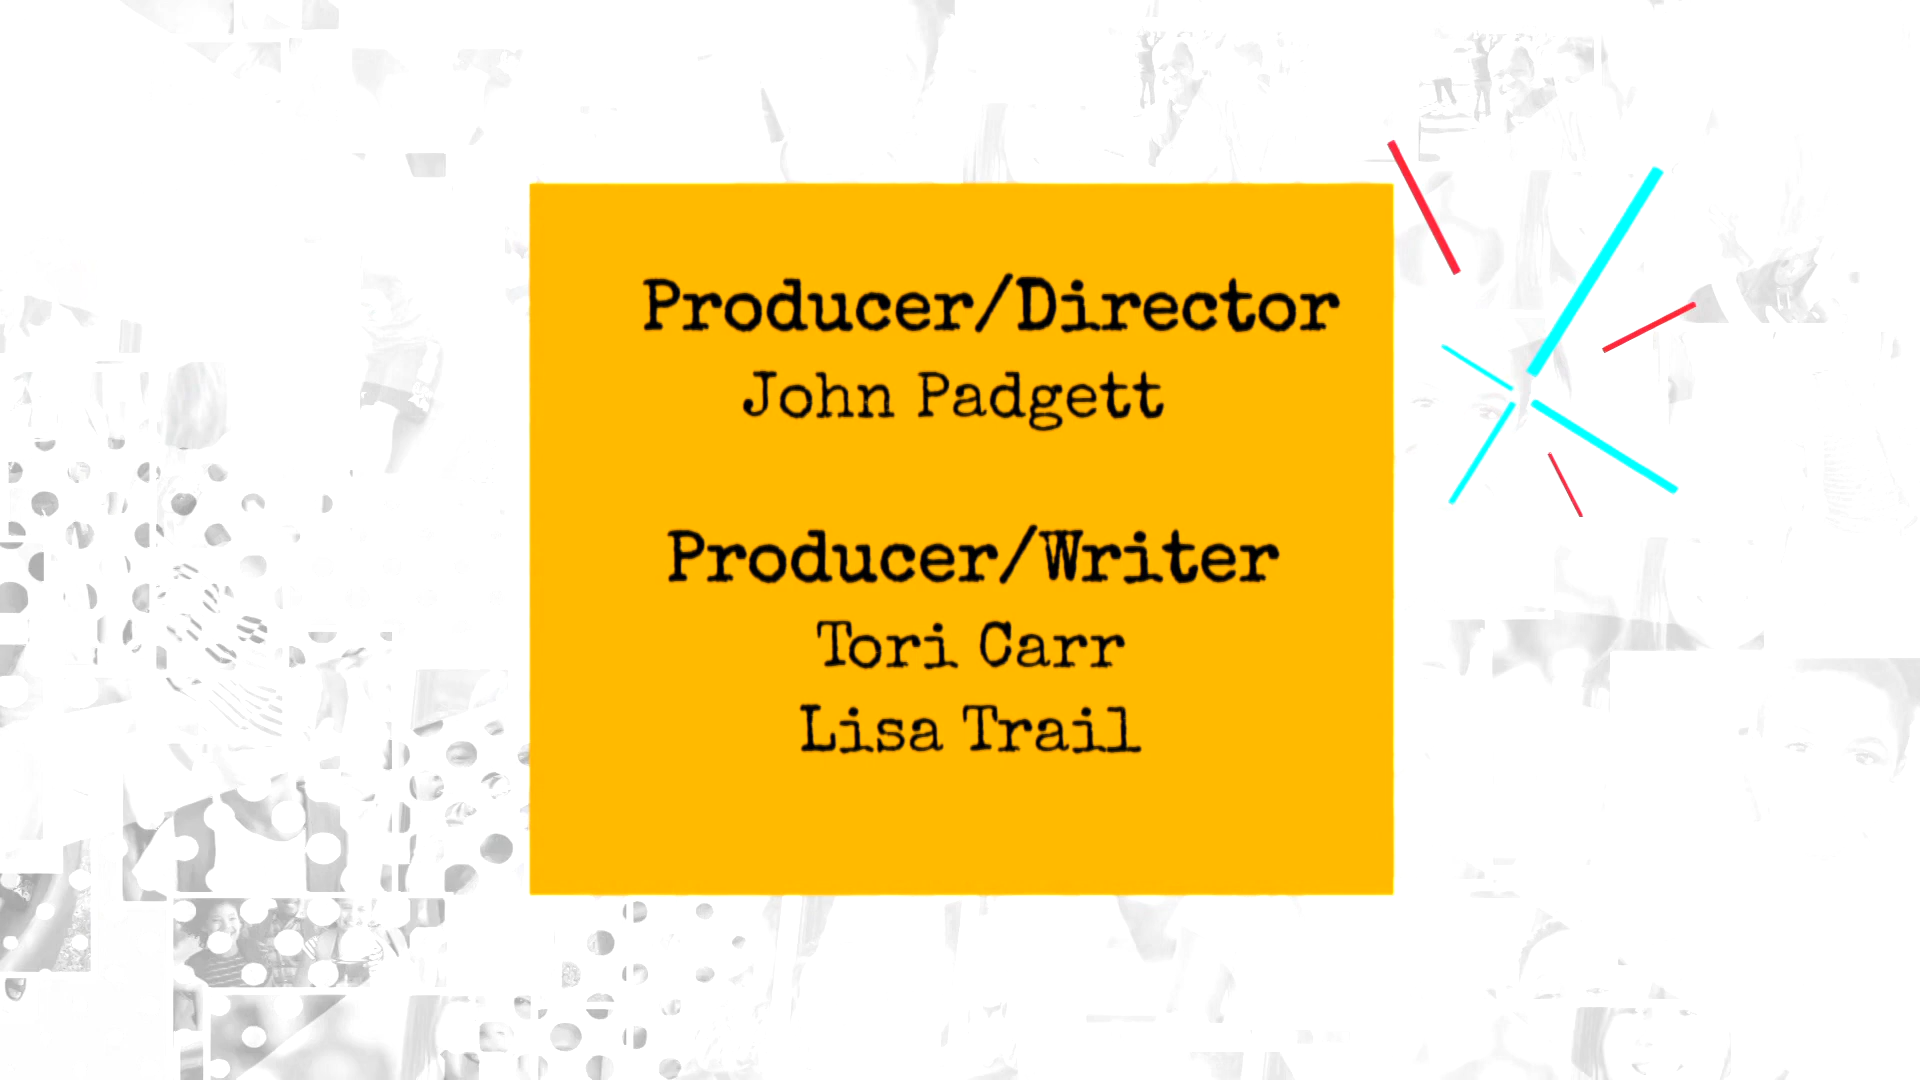 Producer/Director
John Padgett
Producer/Writer
Tori Carr
Lisa Trail